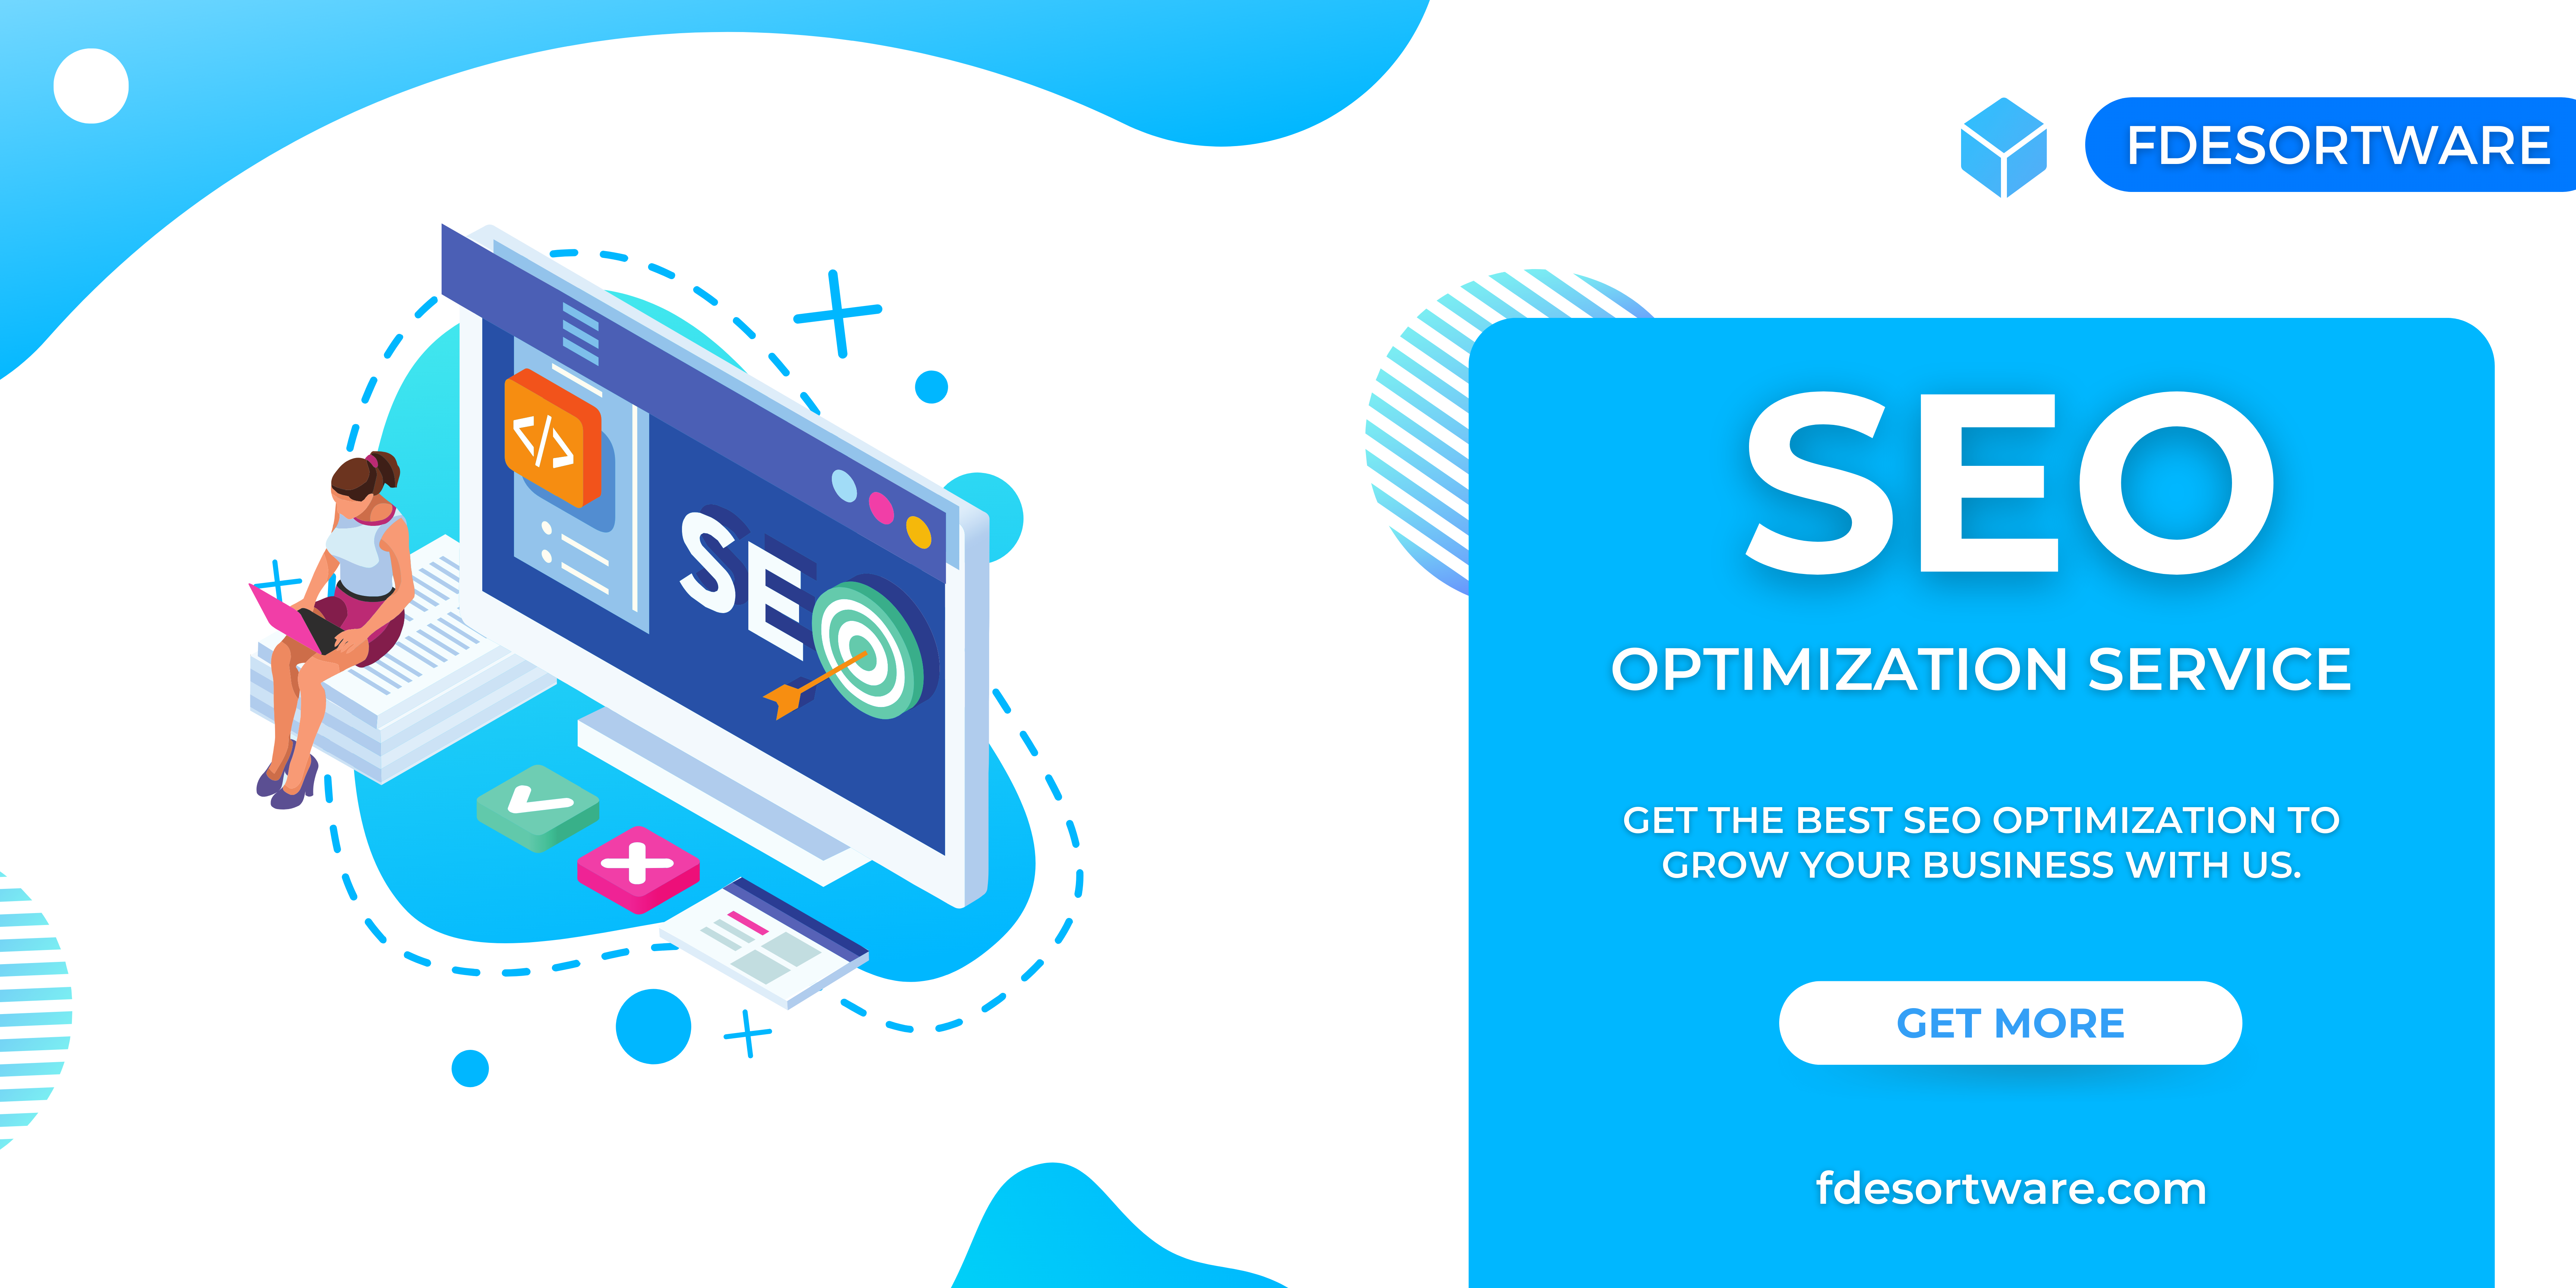 FDESORTWARE
</>
SE
SEO
OPTIMIZATION SERVICE
GET THE BEST SEO OPTIMIZATION TO
GROW YOUR BUSINESS WITH US.
GET MORE
fdesortware.com